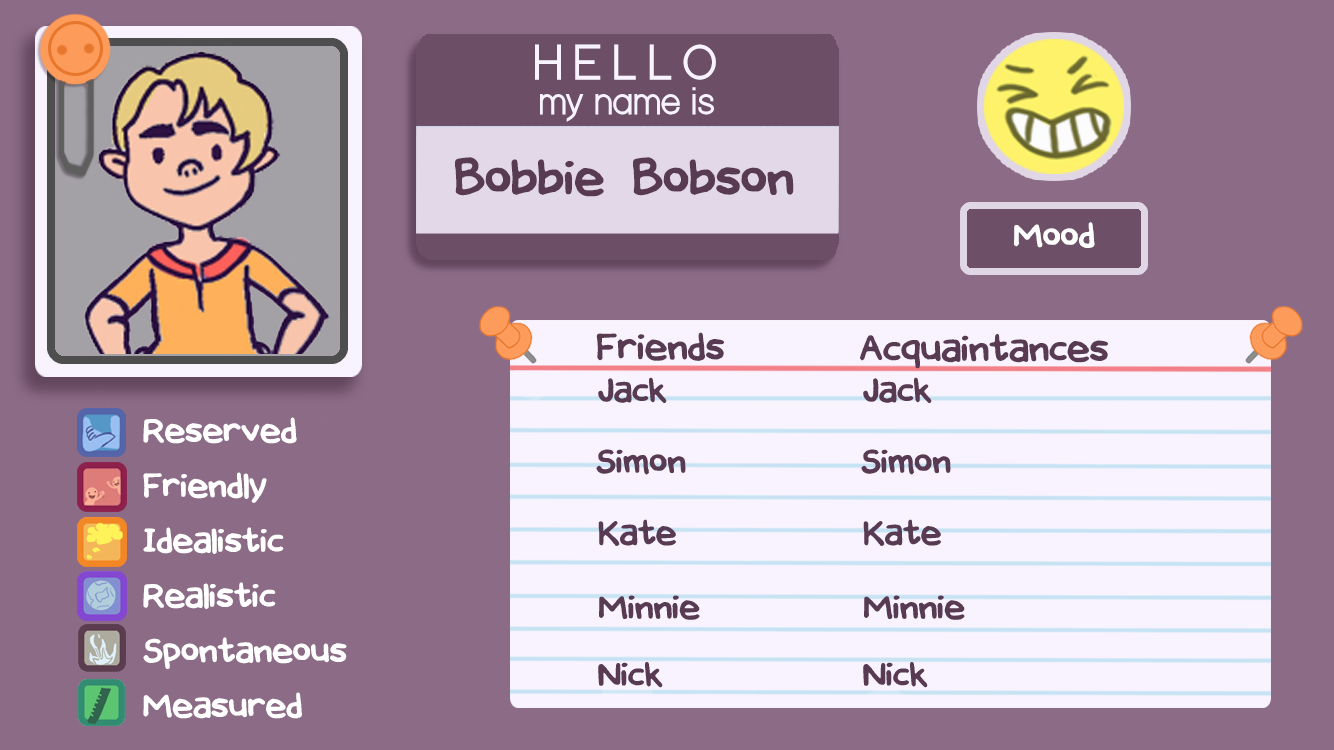 HELLO
my name is
Bobbie Bobson
Mood
Reserved
Friendly
Idealistic
Realistic
Spontaneous
Measured
Friends Acquaintances
Jack Jack
Simon Simon
Kate Kate
Minnie Minnie
Nick Nick